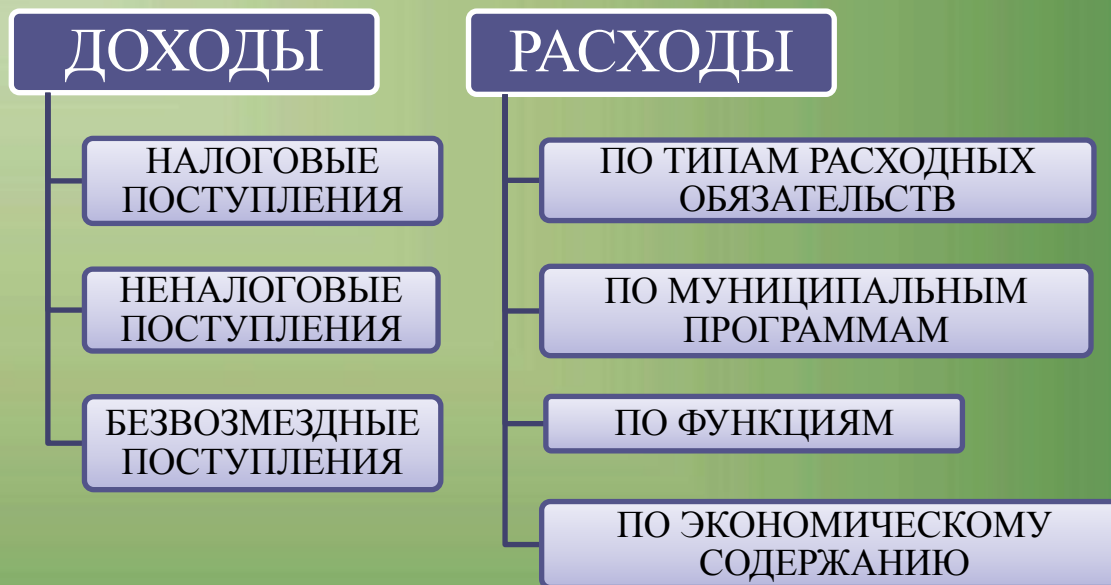 ДОХОДЫ
НАЛОГОВЫЕ
ПОСТУПЛЕНИЯ
НЕНАЛОГОВЫЕ
ПОСТУПЛЕНИЯ
БЕЗВОЗМЕЗДНЫЕ
ПОСТУПЛЕНИЯ
РАСХОДЫ
ПО ТИПАМ РАСХОДНЫХ
ОБЯЗАТЕЛЬСТВ
ПО МУНИЦИПАЛЬНЫМ
ПРОГРАММАМ
ПО ФУНКЦИЯМ
ПО ЭКОНОМИЧЕСКОМУ
СОДЕРЖАНИЮ